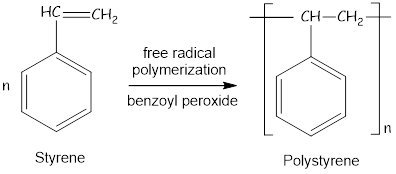 HC=CH2
n
Styrene
free radical
polymerization
benzoyl peroxide
CH-CH2
n
Polystyrene